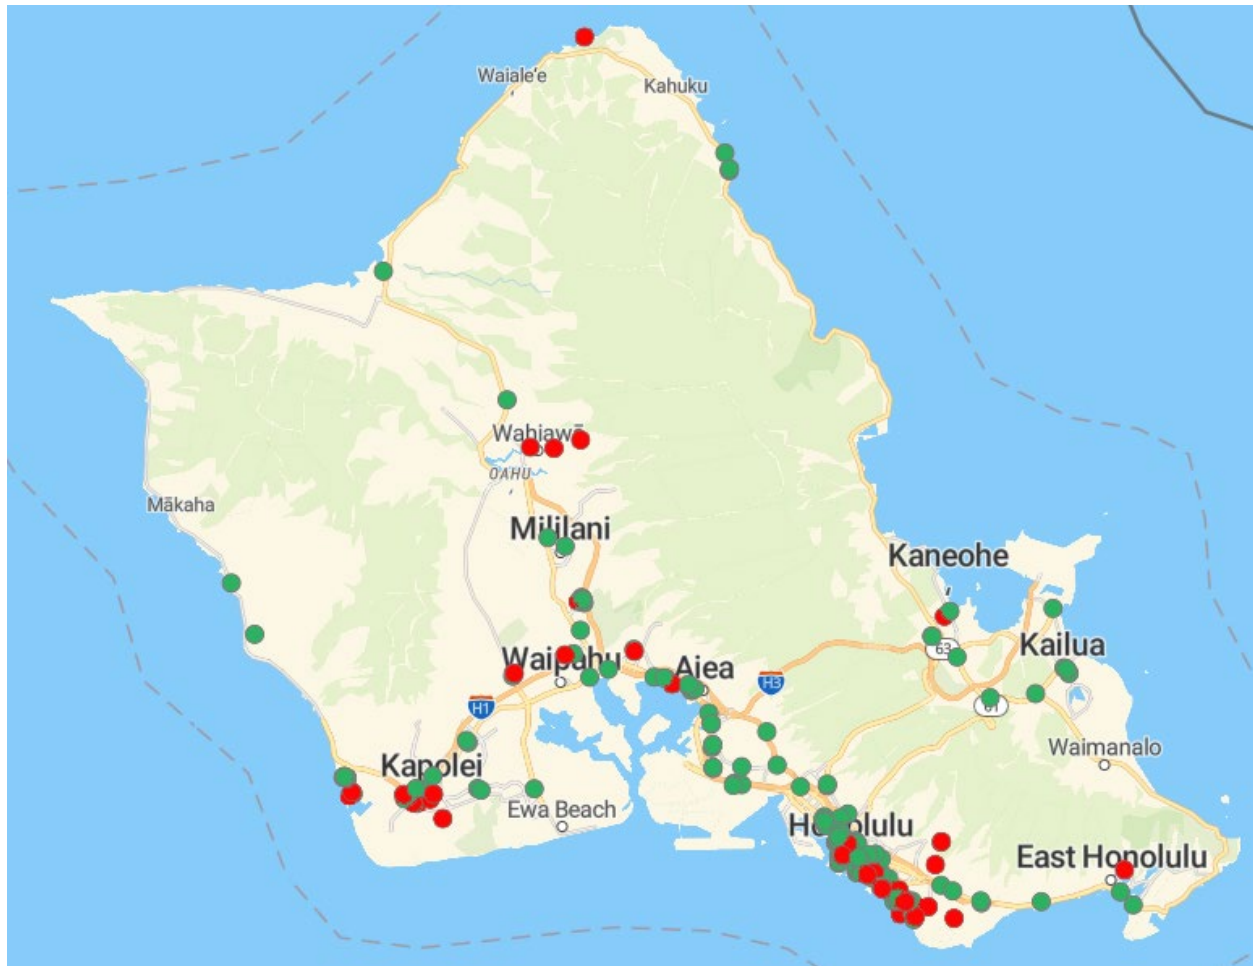 Waiale'e
Kahuku
Wahiawā
OAHU
Mākaha
Mililani
Kaneohe
63
Kailua
Waipahu
Aiea
H3
H1
61
Waimanalo
Kapolei
Ewa Beach
Honolulu
East Honolulu